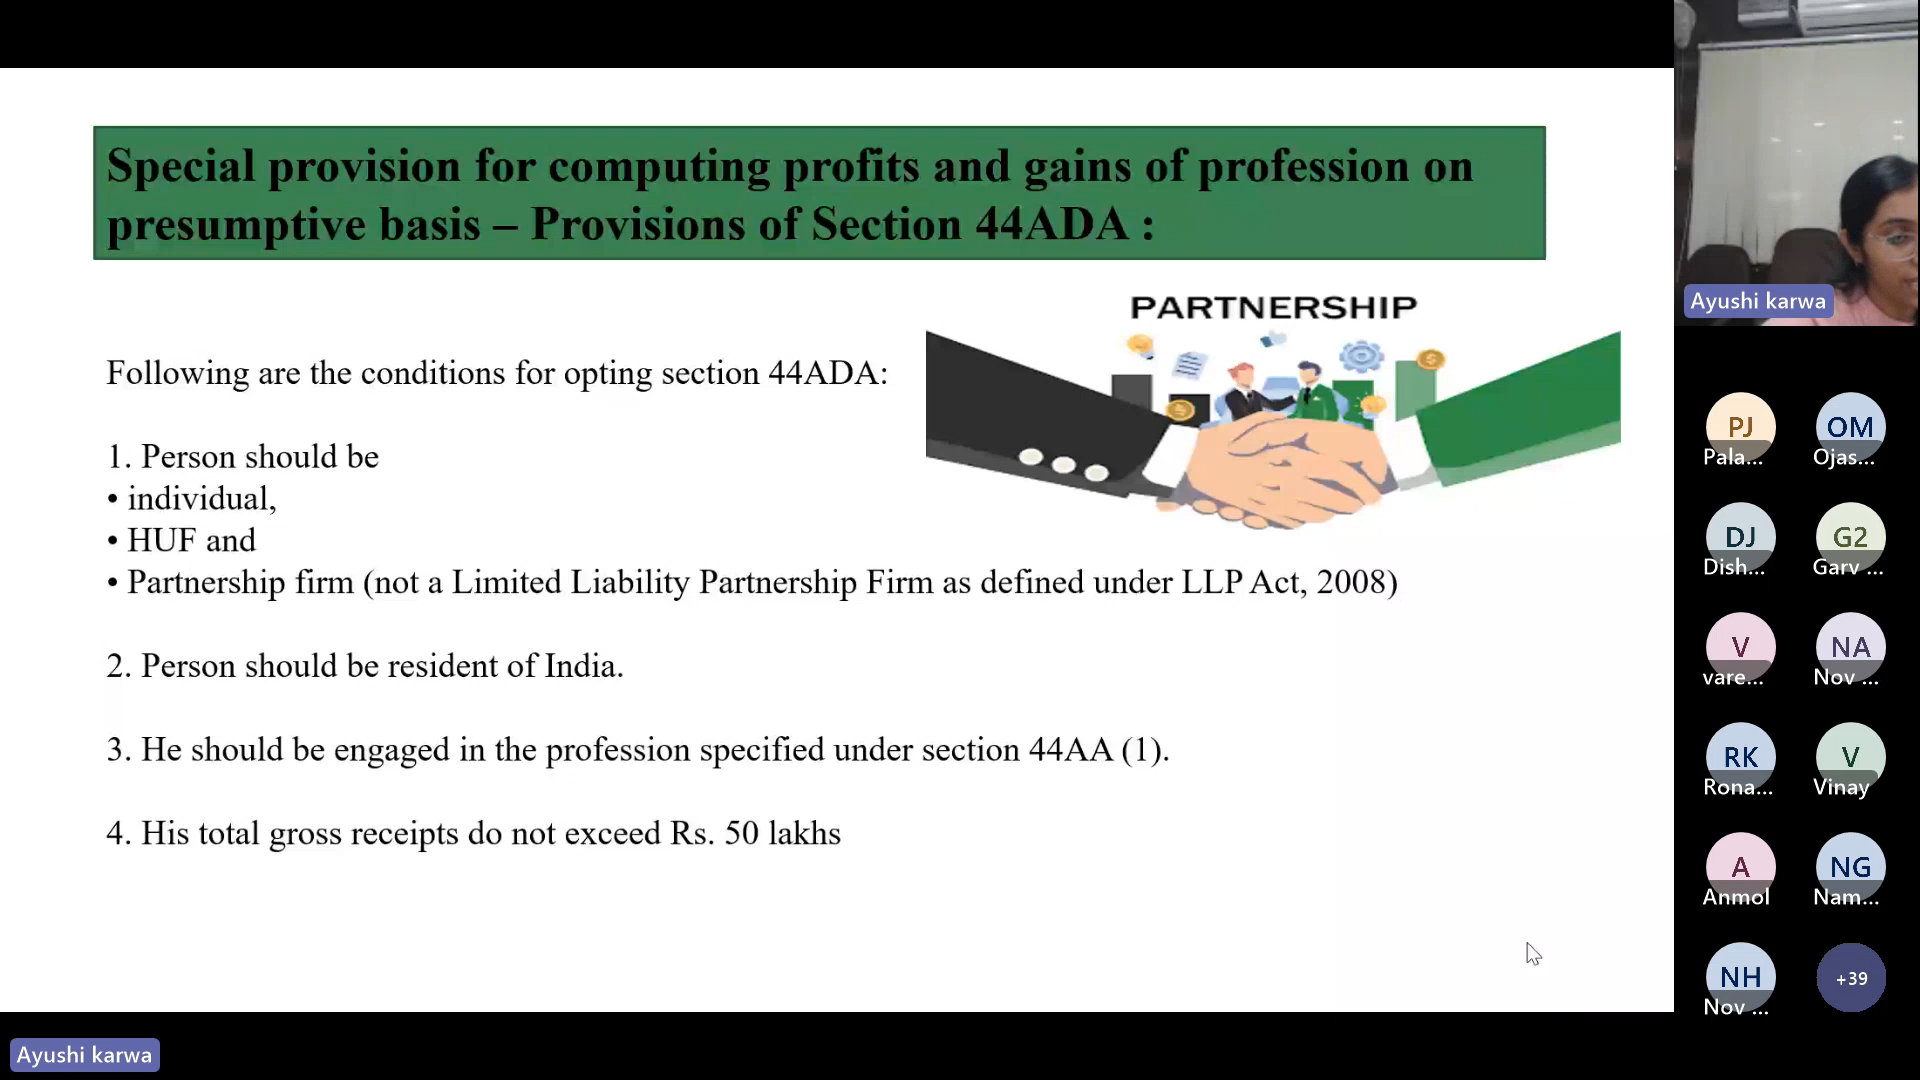 Special provision for computing profits and gains of profession on
presumptive basis – Provisions of Section 44ADA :
PARTNERSHIP
Following are the conditions for opting section 44ADA:
1. Person should be
• individual,
• HUF and
• Partnership firm (not a Limited Liability Partnership Firm as defined under LLP Act, 2008)
2. Person should be resident of India.
3. He should be engaged in the profession specified under section 44AA (1).
4. His total gross receipts do not exceed Rs. 50 lakhs
Ayushi karwa
PJ
Pala...
OM
Ojas...
DJ
Dish...
G2
Garv ...
V
vare...
NA
Nov ...
RK
Rona...
V
Vinay
A
Anmol
NG
Nam...
NH
Nov ...
+39
Ayushi karwa